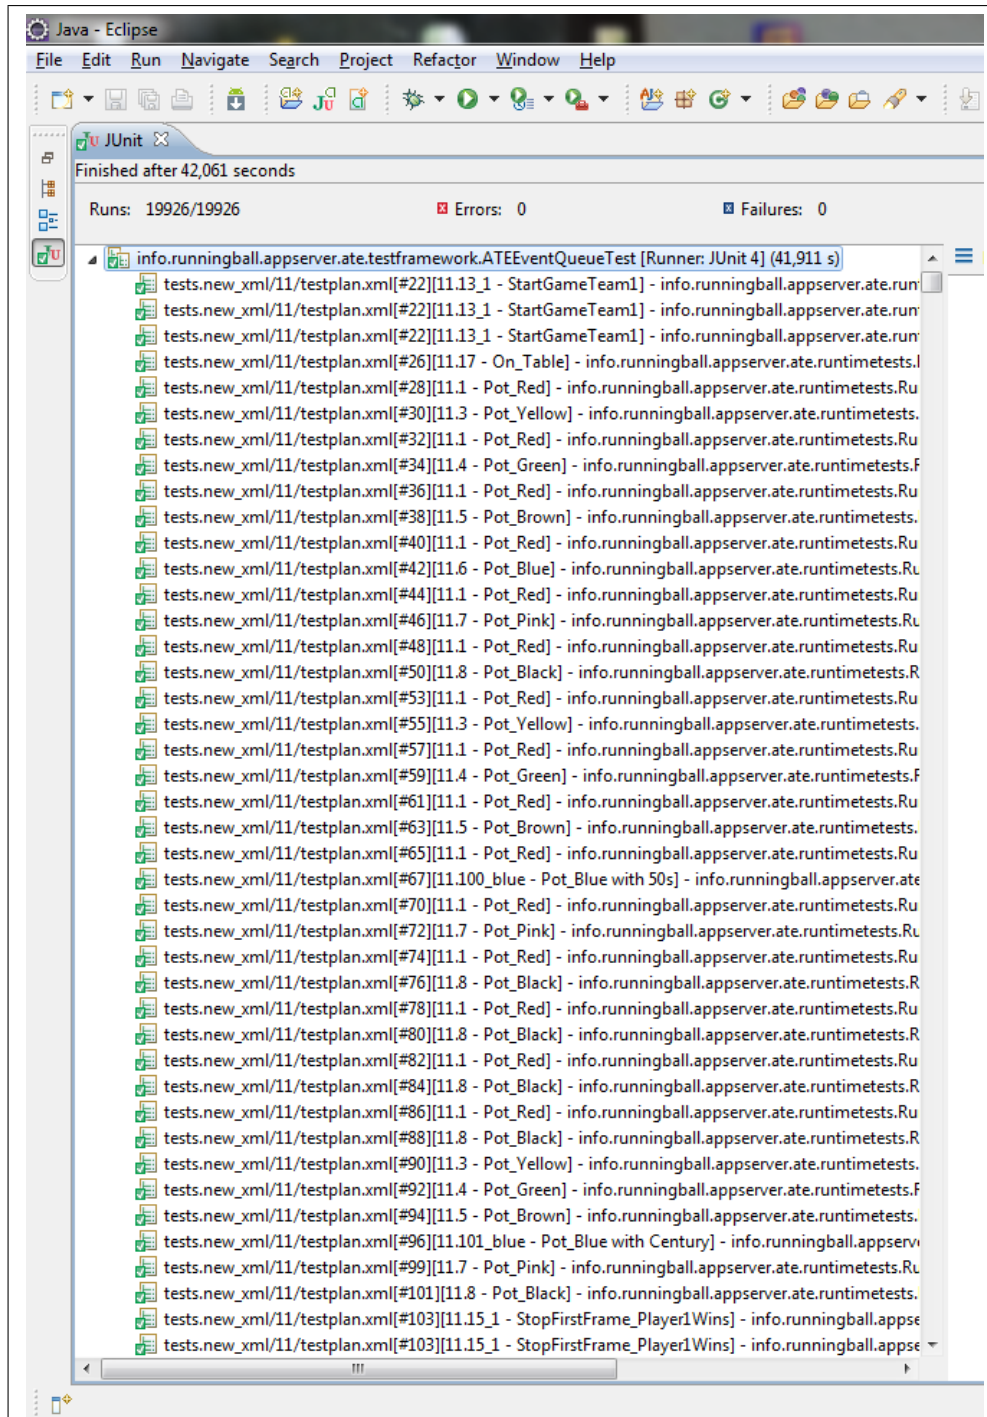 Java - Eclipse
File Edit Run Navigate Search Project Refactor Window Help
JUnit
Finished after 42,061 seconds
Runs: 19926/19926 Errors: 0 Failures: 0
info.runningball.appserver.ate.testframework.ATEEventQueueTest [Runner: JUnit 4] (41,911 s)
tests.new_xml/11/testplan.xml[#22][11.13_1 - StartGameTeam1] - info.runningball.appserver.ate.run
tests.new_xml/11/testplan.xml[#22][11.13_1 - StartGameTeam1] - info.runningball.appserver.ate.run
tests.new_xml/11/testplan.xml[#22][11.13_1 - StartGameTeam1] - info.runningball.appserver.ate.run
tests.new_xml/11/testplan.xml[#26][11.17 - On_Table] - info.runningball.appserver.ate.runtimetests.
tests.new_xml/11/testplan.xml[#28][11.1 - Pot_Red] - info.runningball.appserver.ate.runtimetests.Ru
tests.new_xml/11/testplan.xml[#30][11.3 - Pot_Yellow] - info.runningball.appserver.ate.runtimetests.
tests.new_xml/11/testplan.xml[#32][11.1 - Pot_Red] - info.runningball.appserver.ate.runtimetests.Ru
tests.new_xml/11/testplan.xml[#34][11.4 - Pot_Green] - info.runningball.appserver.ate.runtimetests.
tests.new_xml/11/testplan.xml[#36][11.1 - Pot_Red] - info.runningball.appserver.ate.runtimetests.Ru
tests.new_xml/11/testplan.xml[#38][11.5 - Pot_Brown] - info.runningball.appserver.ate.runtimetests.
tests.new_xml/11/testplan.xml[#40][11.1 - Pot_Red] - info.runningball.appserver.ate.runtimetests.Ru
tests.new_xml/11/testplan.xml[#42][11.6 - Pot_Blue] - info.runningball.appserver.ate.runtimetests.Ru
tests.new_xml/11/testplan.xml[#44][11.1 - Pot_Red] - info.runningball.appserver.ate.runtimetests.Ru
tests.new_xml/11/testplan.xml[#46][11.7 - Pot_Pink] - info.runningball.appserver.ate.runtimetests.Ru
tests.new_xml/11/testplan.xml[#48][11.1 - Pot_Red] - info.runningball.appserver.ate.runtimetests.Ru
tests.new_xml/11/testplan.xml[#50][11.8 - Pot_Black] - info.runningball.appserver.ate.runtimetests.R
tests.new_xml/11/testplan.xml[#53][11.1 - Pot_Red] - info.runningball.appserver.ate.runtimetests.Ru
tests.new_xml/11/testplan.xml[#55][11.3 - Pot_Yellow] - info.runningball.appserver.ate.runtimetests.
tests.new_xml/11/testplan.xml[#57][11.1 - Pot_Red] - info.runningball.appserver.ate.runtimetests.Ru
tests.new_xml/11/testplan.xml[#59][11.4 - Pot_Green] - info.runningball.appserver.ate.runtimetests.
tests.new_xml/11/testplan.xml[#61][11.1 - Pot_Red] - info.runningball.appserver.ate.runtimetests.Ru
tests.new_xml/11/testplan.xml[#63][11.5 - Pot_Brown] - info.runningball.appserver.ate.runtimetests.
tests.new_xml/11/testplan.xml[#65][11.1 - Pot_Red] - info.runningball.appserver.ate.runtimetests.Ru
tests.new_xml/11/testplan.xml[#67][11.100_blue - Pot_Blue with 50s] - info.runningball.appserver.ate
tests.new_xml/11/testplan.xml[#70][11.1 - Pot_Red] - info.runningball.appserver.ate.runtimetests.Ru
tests.new_xml/11/testplan.xml[#72][11.7 - Pot_Pink] - info.runningball.appserver.ate.runtimetests.Ru
tests.new_xml/11/testplan.xml[#74][11.1 - Pot_Red] - info.runningball.appserver.ate.runtimetests.Ru
tests.new_xml/11/testplan.xml[#76][11.8 - Pot_Black] - info.runningball.appserver.ate.runtimetests.R
tests.new_xml/11/testplan.xml[#78][11.1 - Pot_Red] - info.runningball.appserver.ate.runtimetests.Ru
tests.new_xml/11/testplan.xml[#80][11.8 - Pot_Black] - info.runningball.appserver.ate.runtimetests.R
tests.new_xml/11/testplan.xml[#82][11.1 - Pot_Red] - info.runningball.appserver.ate.runtimetests.Ru
tests.new_xml/11/testplan.xml[#84][11.8 - Pot_Black] - info.runningball.appserver.ate.runtimetests.R
tests.new_xml/11/testplan.xml[#86][11.1 - Pot_Red] - info.runningball.appserver.ate.runtimetests.Ru
tests.new_xml/11/testplan.xml[#88][11.8 - Pot_Black] - info.runningball.appserver.ate.runtimetests.R
tests.new_xml/11/testplan.xml[#90][11.3 - Pot_Yellow] - info.runningball.appserver.ate.runtimetests.
tests.new_xml/11/testplan.xml[#92][11.4 - Pot_Green] - info.runningball.appserver.ate.runtimetests.
tests.new_xml/11/testplan.xml[#94][11.5 - Pot_Brown] - info.runningball.appserver.ate.runtimetests.
tests.new_xml/11/testplan.xml[#96][11.101_blue - Pot_Blue with Century] - info.runningball.appserv
tests.new_xml/11/testplan.xml[#99][11.7 - Pot_Pink] - info.runningball.appserver.ate.runtimetests.Ru
tests.new_xml/11/testplan.xml[#101][11.8 - Pot_Black] - info.runningball.appserver.ate.runtimetests.
tests.new_xml/11/testplan.xml[#103][11.15_1 - StopFirstFrame_Player1Wins] - info.runningball.appse
tests.new_xml/11/testplan.xml[#103][11.15_1 - StopFirstFrame_Player1Wins] - info.runningball.appse